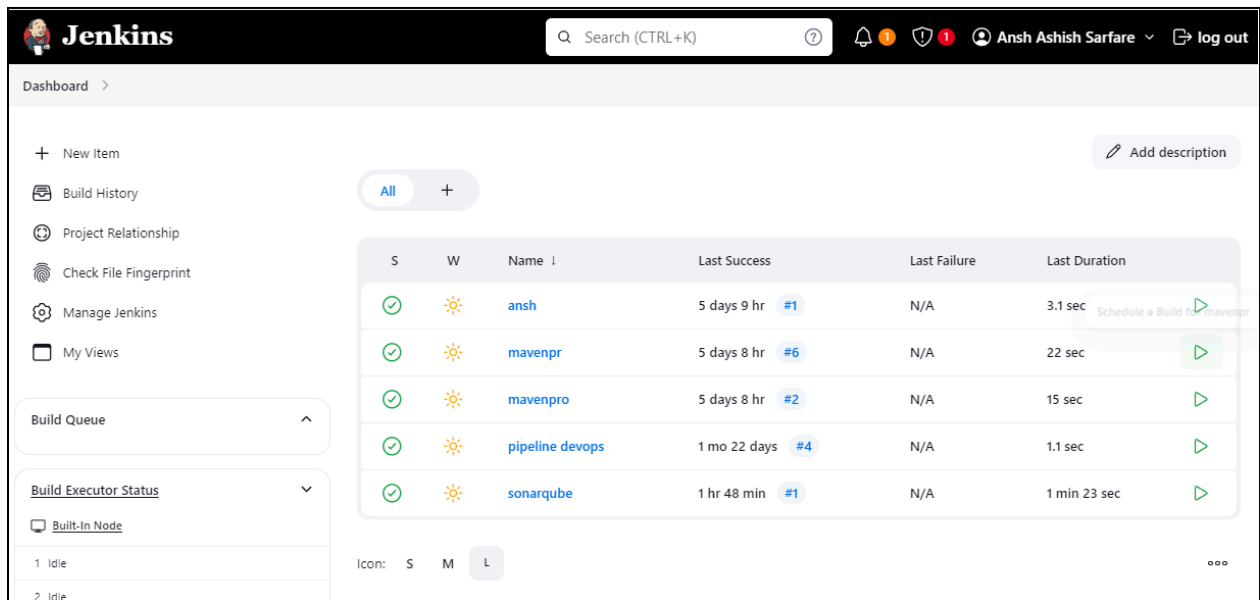 Jenkins
Search (CTRL+K)
1
1
Ansh Ashish Sarfare
log out
Dashboard
New Item
Build History
Project Relationship
Check File Fingerprint
Manage Jenkins
My Views
Build Queue
Build Executor Status
Built-In Node
1 Idle
2 Idle
Add description
All +
S W Name ↓ Last Success Last Failure Last Duration
ansh 5 days 9 hr #1 N/A 3.1 sec
Schedule a Build for mavenpr
mavenpr 5 days 8 hr #6 N/A 22 sec
mavenpro 5 days 8 hr #2 N/A 15 sec
pipeline devops 1 mo 22 days #4 N/A 1.1 sec
sonarqube 1 hr 48 min #1 N/A 1 min 23 sec
Icon: S M L